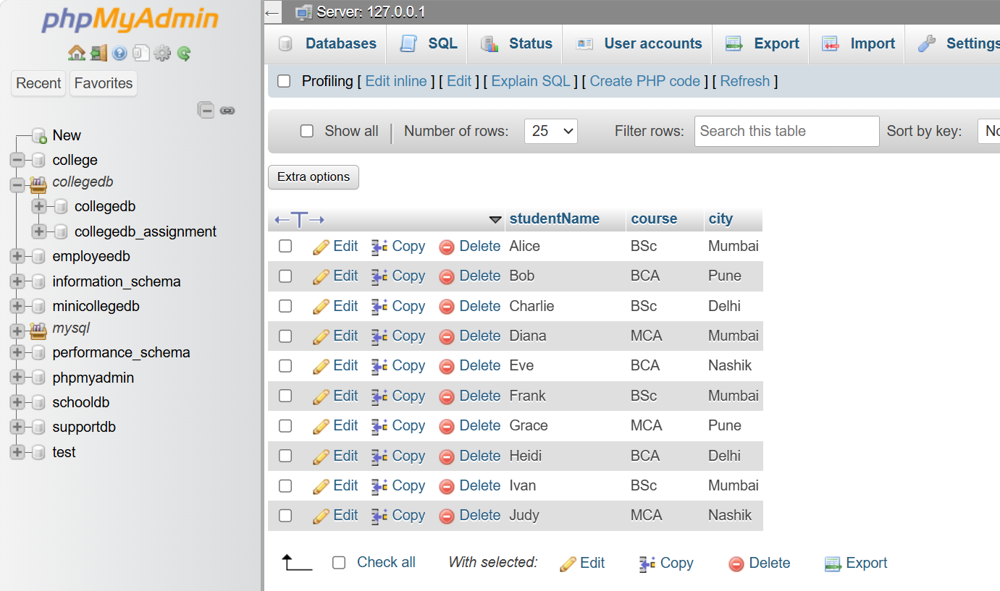 phpMyAdmin
Recent Favorites
New
college
collegedb
collegedb
collegedb_assignment
employeedb
information_schema
minicollegedb
mysql
performance_schema
phpmyadmin
schooldb
supportdb
test
Server: 127.0.0.1
Databases SQL Status User accounts Export Import Settings
Profiling [ Edit inline ] [ Edit ] [ Explain SQL ] [ Create PHP code ] [ Refresh ]
Show all Number of rows: 25 Filter rows: Search this table Sort by key:
Extra options
studentName course city
Edit Copy Delete Alice BSc Mumbai
Edit Copy Delete Bob BCA Pune
Edit Copy Delete Charlie BSc Delhi
Edit Copy Delete Diana MCA Mumbai
Edit Copy Delete Eve BCA Nashik
Edit Copy Delete Frank BSc Mumbai
Edit Copy Delete Grace MCA Pune
Edit Copy Delete Heidi BCA Delhi
Edit Copy Delete Ivan BSc Mumbai
Edit Copy Delete Judy MCA Nashik
Check all With selected: Edit Copy Delete Export